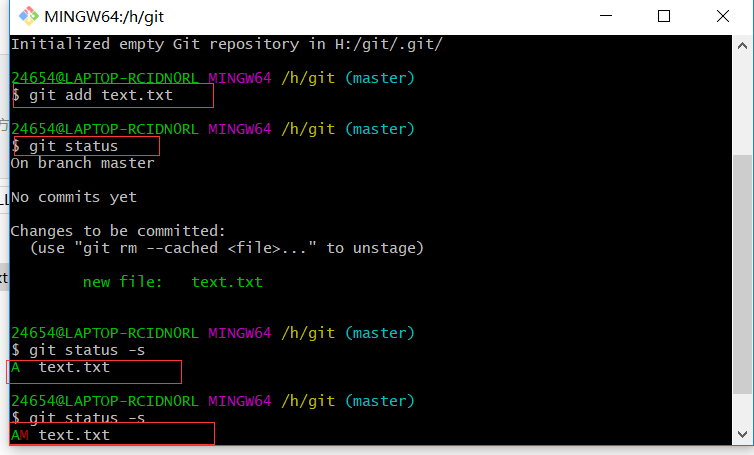 MINGW64:/h/git
Initialized empty Git repository in H:/git/.git/
24654@LAPTOP-RCIDNORL MINGW64 /h/git (master)
$ git add text.txt
24654@LAPTOP-RCIDNORL MINGW64 /h/git (master)
$ git status
On branch master
No commits yet
Changes to be committed:
  (use "git rm --cached <file>..." to unstage)
        new file:   text.txt
24654@LAPTOP-RCIDNORL MINGW64 /h/git (master)
$ git status -s
A  text.txt
24654@LAPTOP-RCIDNORL MINGW64 /h/git (master)
$ git status -s
AM text.txt